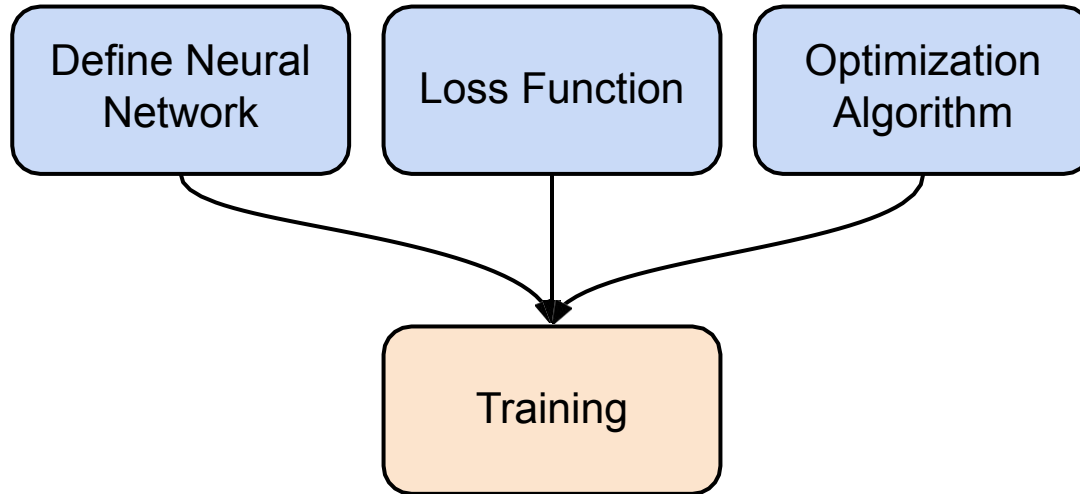 Define Neural
Network
Loss Function
Optimization
Algorithm
Training